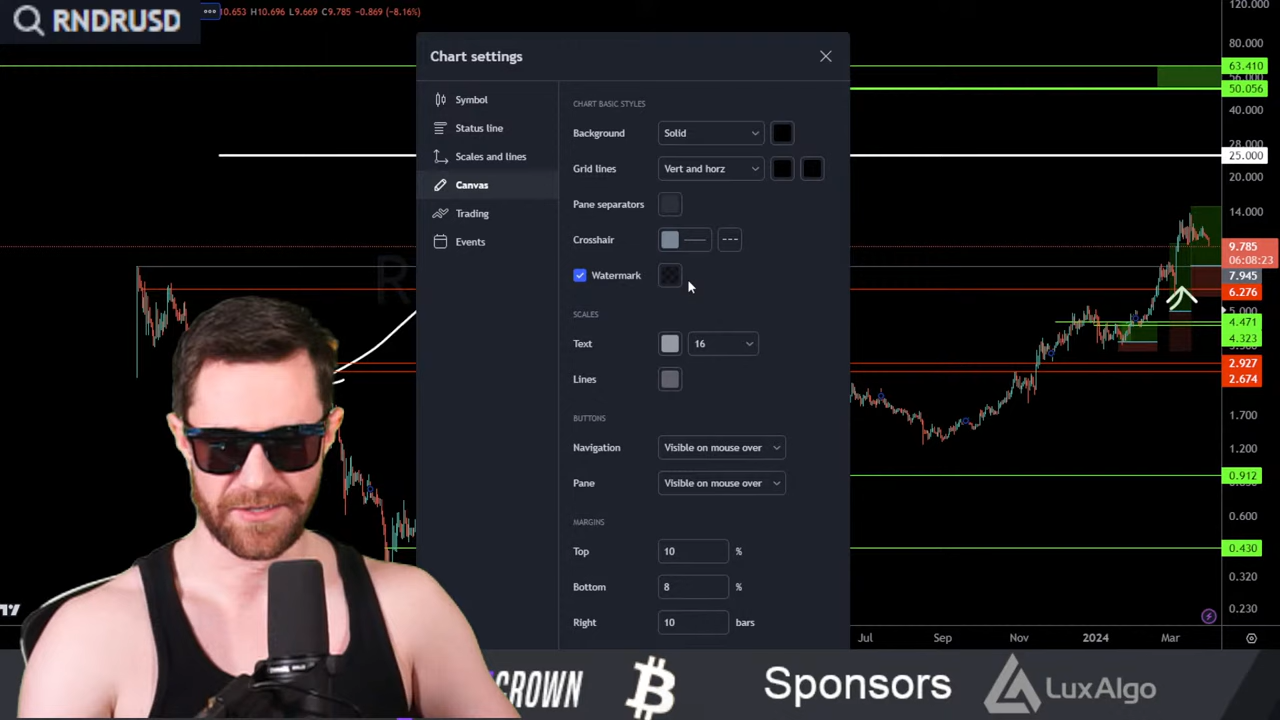 RNDRUSD
10.653 H10.696 L9.669 C9.785 -0.869 (-8.16%)
Chart settings
Symbol
Status line
Scales and lines
Canvas
Trading
Events
CHART BASIC STYLES
Background Solid
Grid lines Vert and horz
Pane separators
Crosshair
Watermark
SCALES
Text 16
Lines
BUTTONS
Navigation Visible on mouse over
Pane Visible on mouse over
MARGINS
Top 10 %
Bottom 8 %
Right 10 bars
120.000
80.000
63.410
50.056
40.000
28.000
25.000
20.000
14.000
9.785
06:08:23
7.945
6.276
5.000
4.471
4.323
2.927
2.674
1.700
1.200
0.912
0.600
0.430
0.320
0.230
Jul Sep Nov 2024 Mar
CROWN
Sponsors
LuxAlgo